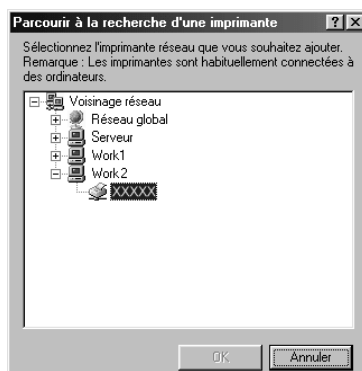 Parcourir à la recherche d'une imprimante
Sélectionnez l'imprimante réseau que vous souhaitez ajouter.
Remarque : Les imprimantes sont habituellement connectées à
des ordinateurs.
Voisinage réseau
Réseau global
Serveur
Work1
Work2
XXXXX
OK
Annuler